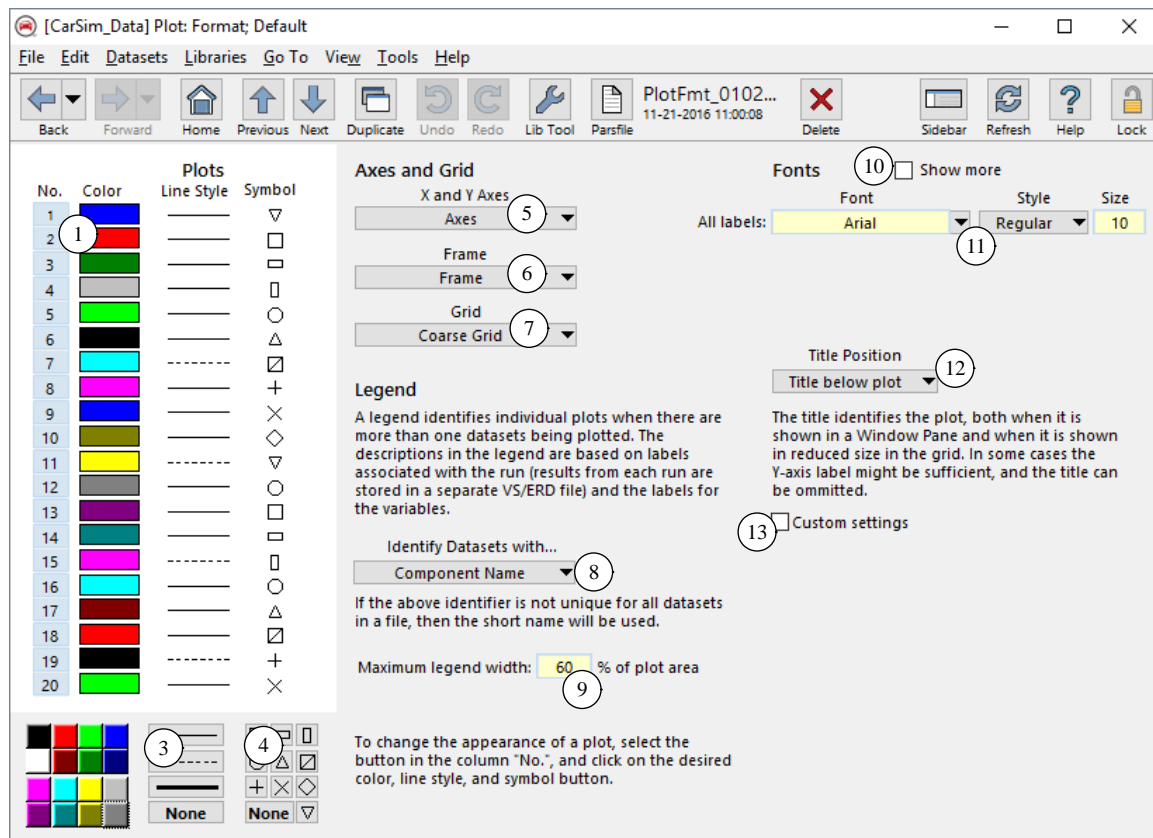 [CarSim_Data] Plot: Format; Default
File Edit Datasets Libraries Go To View Tools Help
PlotFmt_0102...
11-21-2016 11:00:08
Back Forward Home Previous Next Duplicate Undo Redo Lib Tool Parsfile Delete Sidebar Refresh Help Lock
Plots
No. Color Line Style Symbol
1
2
3
4
5
6
7
8
9
10
11
12
13
14
15
16
17
18
19
20
1
3
4
None
None
Axes and Grid
X and Y Axes
Axes
5
Frame
Frame
6
Grid
Coarse Grid
7
Legend
A legend identifies individual plots when there are
more than one datasets being plotted. The
descriptions in the legend are based on labels
associated with the run (results from each run are
stored in a separate VS/ERD file) and the labels for
the variables.
Identify Datasets with...
Component Name
8
If the above identifier is not unique for all datasets
in a file, then the short name will be used.
Maximum legend width: 60 % of plot area
9
To change the appearance of a plot, select the
button in the column "No.", and click on the desired
color, line style, and symbol button.
Fonts 10 Show more
Font Style Size
All labels: Arial Regular 10
11
Title Position
Title below plot
12
The title identifies the plot, both when it is
shown in a Window Pane and when it is shown
in reduced size in the grid. In some cases the
Y-axis label might be sufficient, and the title can
be ommitted.
13 Custom settings